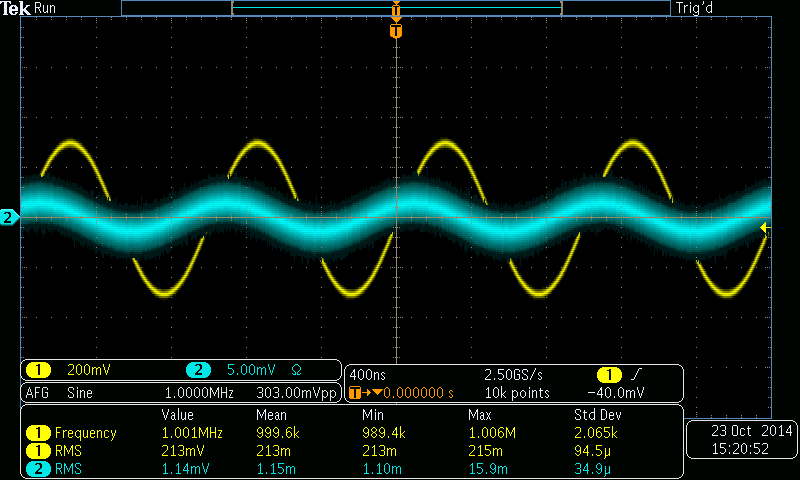 Tek Run Trig'd
T
T
2
1 200mV 2 5.00mV Ω
AFG Sine 1.0000MHz 303.00mVpp
400ns 2.50GS/s 1
T→▼0.000000 s 10k points −40.0mV
Value Mean Min Max Std Dev
1 Frequency 1.001MHz 999.6k 989.4k 1.006M 2.065k
1 RMS 213mV 213m 213m 215m 94.5µ
2 RMS 1.14mV 1.15m 1.10m 15.9m 34.9µ
23 Oct 2014
15:20:52